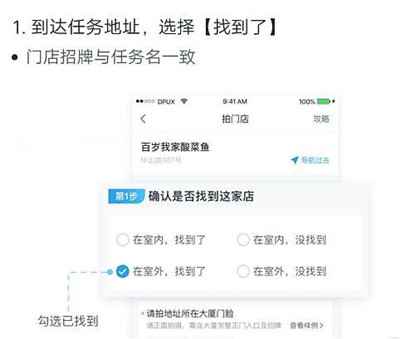 1. 到达任务地址，选择【找到了】
• 门店招牌与任务名一致
DPUX 9:41 AM 100%
拍门店 攻略
百岁我家酸菜鱼
导航过去
第1步 确认是否找到这家店
在室内，找到了 在室内，没找到
在室外，找到了 在室外，没找到
勾选已找到
· 请拍地址所在大厦门脸
查看样例 >